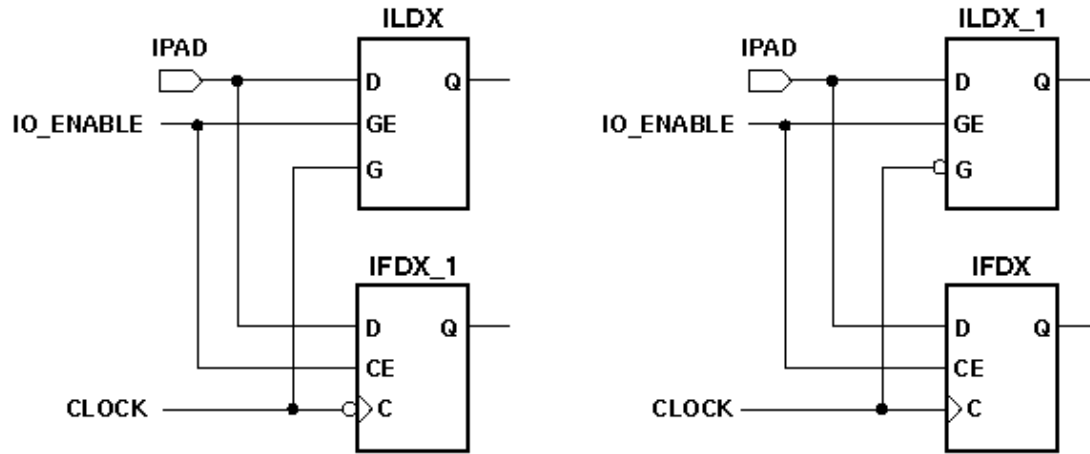 ILDX
IPAD
D
Q
IO_ENABLE
GE
G
IFDX_1
D
Q
CE
CLOCK
C
ILDX_1
IPAD
D
Q
IO_ENABLE
GE
G
IFDX
D
Q
CE
CLOCK
C